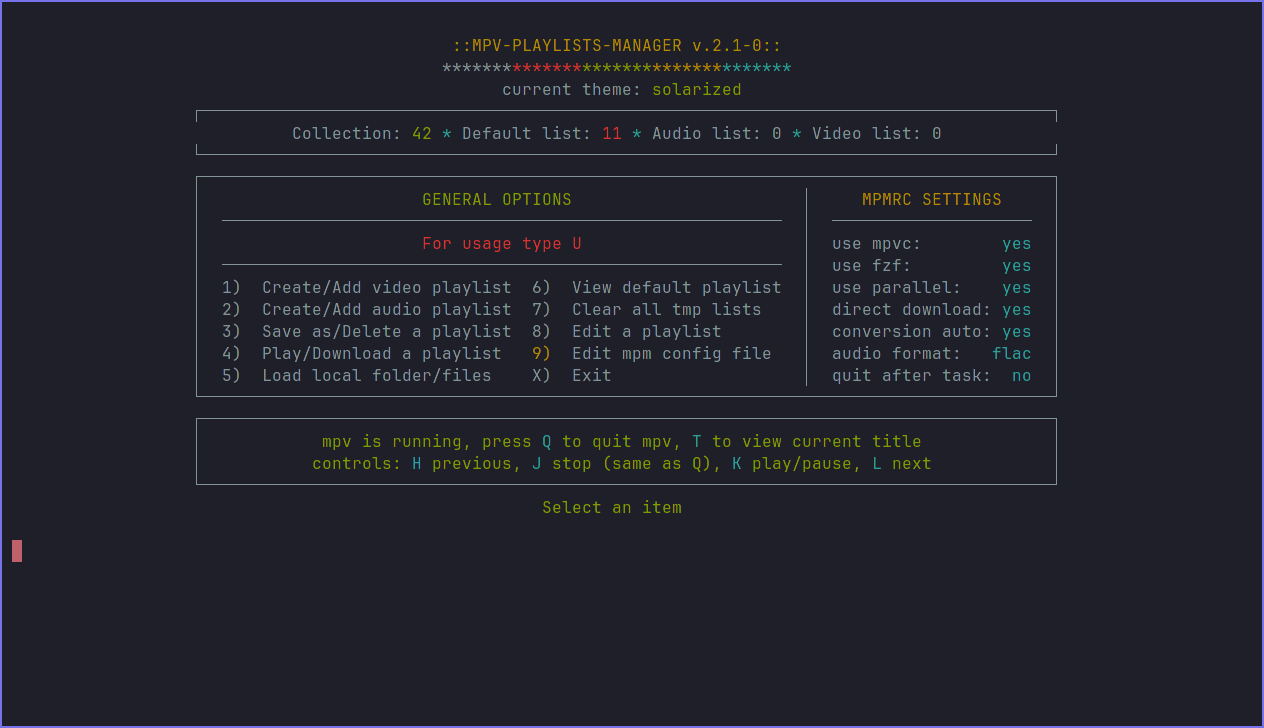 ::MPV-PLAYLISTS-MANAGER v.2.1-0::
***********************************
current theme: solarized
Collection: 42 * Default list: 11 * Audio list: 0 * Video list: 0
GENERAL OPTIONS
For usage type U
1) Create/Add video playlist 6) View default playlist
2) Create/Add audio playlist 7) Clear all tmp lists
3) Save as/Delete a playlist 8) Edit a playlist
4) Play/Download a playlist 9) Edit mpm config file
5) Load local folder/files X) Exit
MPMRC SETTINGS
use mpvc: yes
use fzf: yes
use parallel: yes
direct download: yes
conversion auto: yes
audio format: flac
quit after task: no
mpv is running, press Q to quit mpv, T to view current title
controls: H previous, J stop (same as Q), K play/pause, L next
Select an item